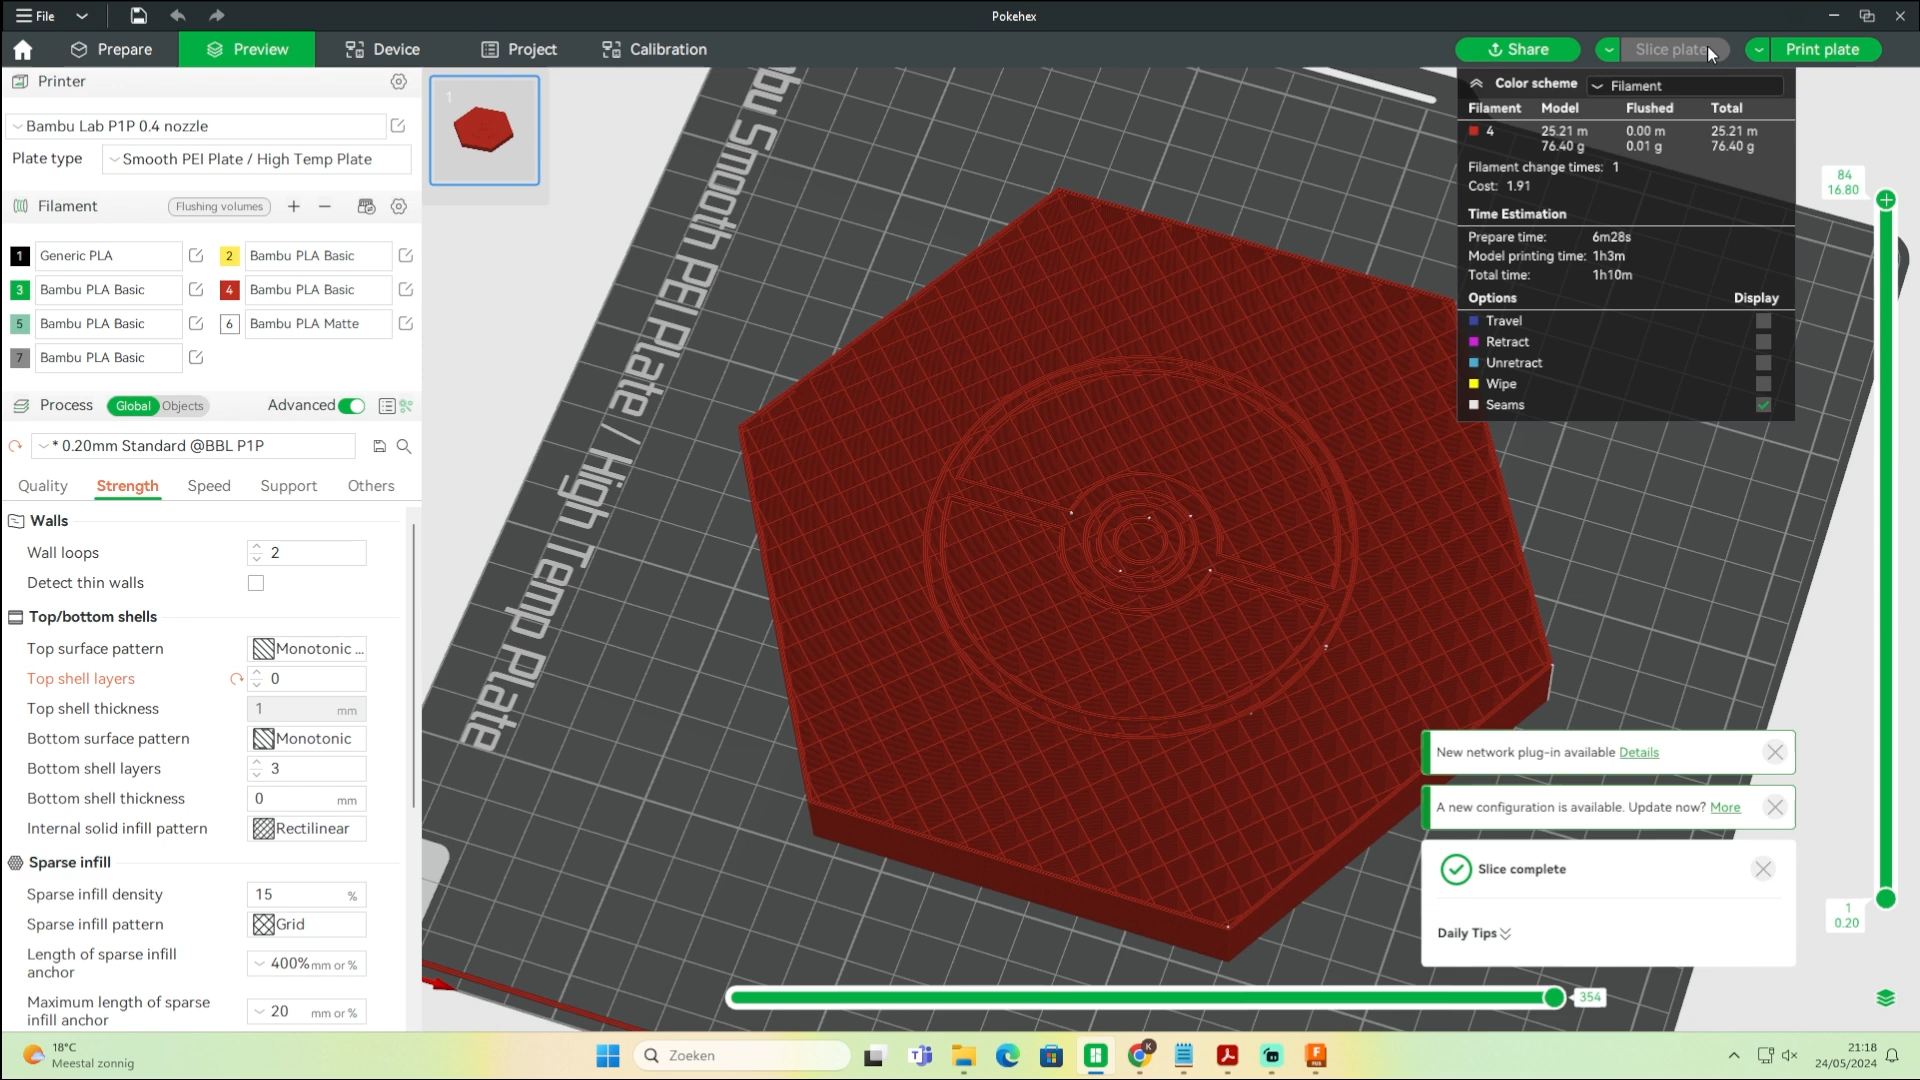 File
Pokehex
Prepare
Preview
Device
Project
Calibration
Share
Slice plate
Print plate
Printer
Bambu Lab P1P 0.4 nozzle
Plate type
Smooth PEI Plate / High Temp Plate
Filament
Flushing volumes
1 Generic PLA
2 Bambu PLA Basic
3 Bambu PLA Basic
4 Bambu PLA Basic
5 Bambu PLA Basic
6 Bambu PLA Matte
7 Bambu PLA Basic
Process
Global
Objects
Advanced
* 0.20mm Standard @BBL P1P
Quality
Strength
Speed
Support
Others
Walls
Wall loops 2
Detect thin walls
Top/bottom shells
Top surface pattern Monotonic ...
Top shell layers 0
Top shell thickness 1 mm
Bottom surface pattern Monotonic
Bottom shell layers 3
Bottom shell thickness 0 mm
Internal solid infill pattern Rectilinear
Sparse infill
Sparse infill density 15 %
Sparse infill pattern Grid
Length of sparse infill
anchor
400% mm or %
Maximum length of sparse
infill anchor
20 mm or %
1
bu Smooth PEI Plate / High Temp Plate
Color scheme Filament
Filament Model Flushed Total
4 25.21 m 0.00 m 25.21 m
76.40 g 0.01 g 76.40 g
Filament change times: 1
Cost: 1.91
Time Estimation
Prepare time: 6m28s
Model printing time: 1h3m
Total time: 1h10m
Options Display
Travel
Retract
Unretract
Wipe
Seams
84
16.80
1
0.20
New network plug-in available Details
A new configuration is available. Update now? More
Slice complete
Daily Tips
354
18°C
Meestal zonnig
Zoeken
K
21:18
24/05/2024